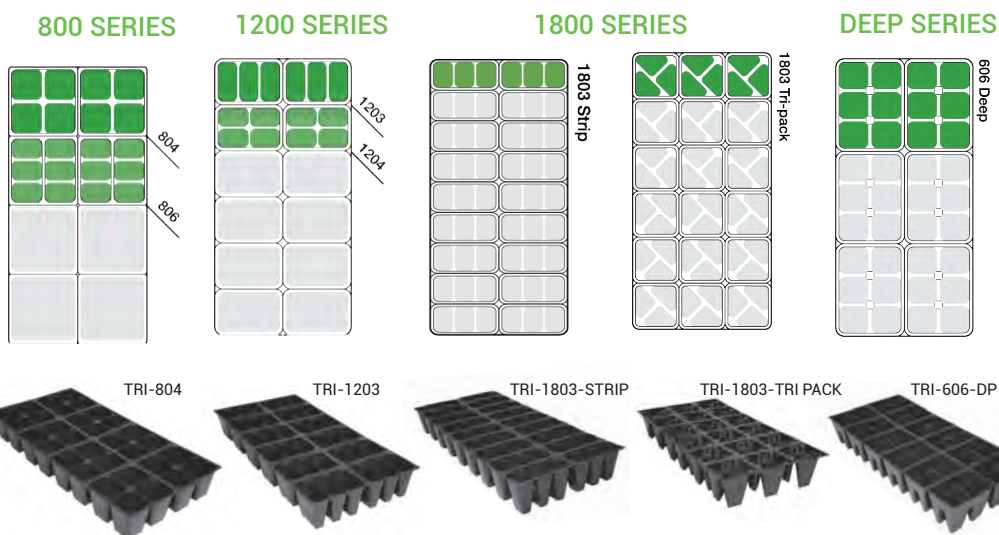 800 SERIES
1200 SERIES
1800 SERIES
DEEP SERIES
804
806
1203
1204
1803 Strip
1803 Tri-pack
606 Deep
TRI-804
TRI-1203
TRI-1803-STRIP
TRI-1803-TRI PACK
TRI-606-DP